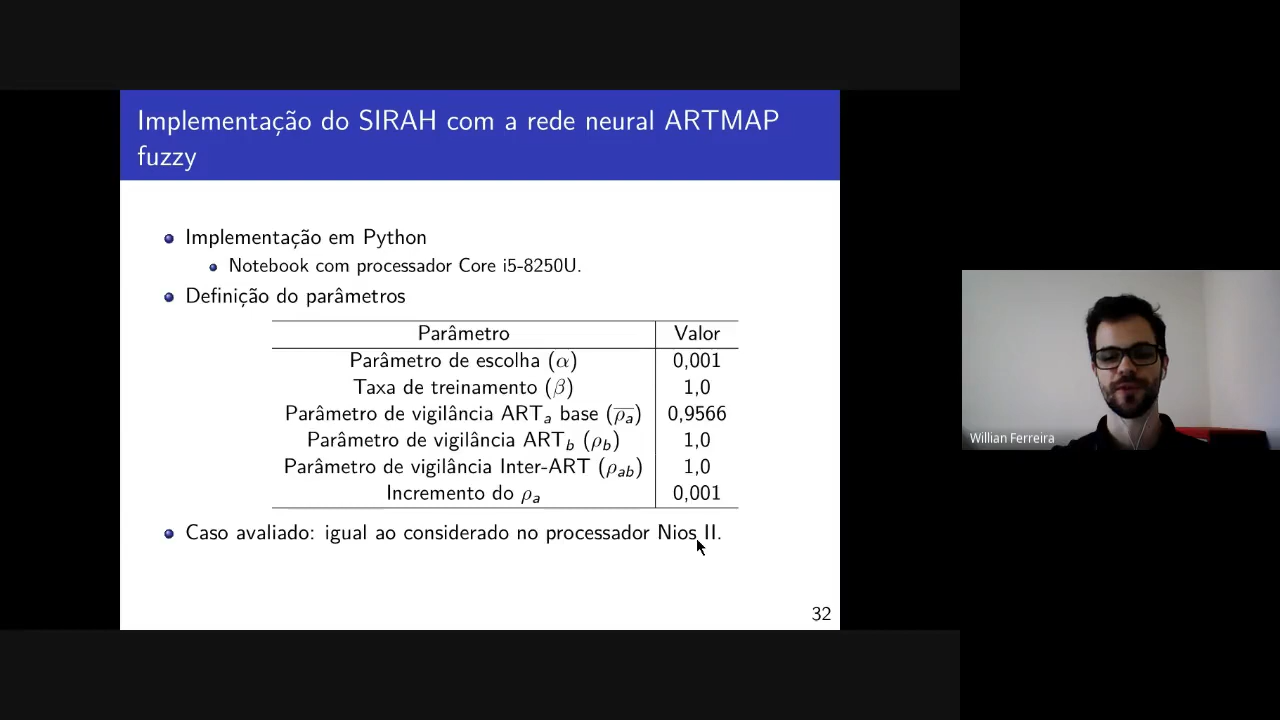 Implementação do SIRAH com a rede neural ARTMAP
fuzzy
Implementação em Python
Notebook com processador Core i5-8250U.
Definição do parâmetros
Parâmetro Valor
Parâmetro de escolha (α) 0,001
Taxa de treinamento (β) 1,0
Parâmetro de vigilância ARTa base (ρ̅a) 0,9566
Parâmetro de vigilância ARTb (ρb) 1,0
Parâmetro de vigilância Inter-ART (ρab) 1,0
Incremento do ρa 0,001
Caso avaliado: igual ao considerado no processador Nios II.
32
Willian Ferreira